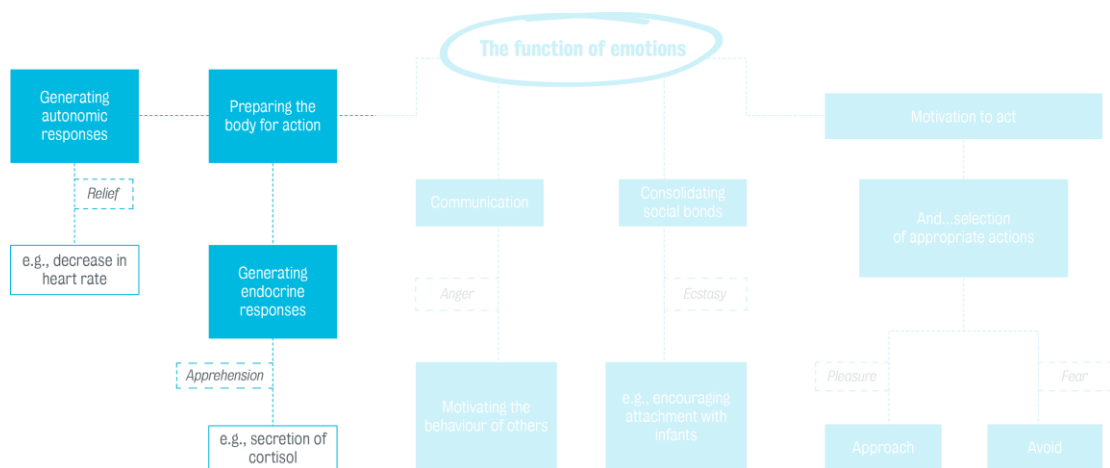 The function of emotions
Generating
autonomic
responses
Preparing the
body for action
Motivation to act
Relief
Communication
Consolidating
social bonds
And...selection
of appropriate actions
e.g., decrease in
heart rate
Generating
endocrine
responses
Anger
Ecstasy
Apprehension
Pleasure
Fear
Motivating the
behaviour of others
e.g., encouraging
attachment with
infants
e.g., secretion of
cortisol
Approach
Avoid